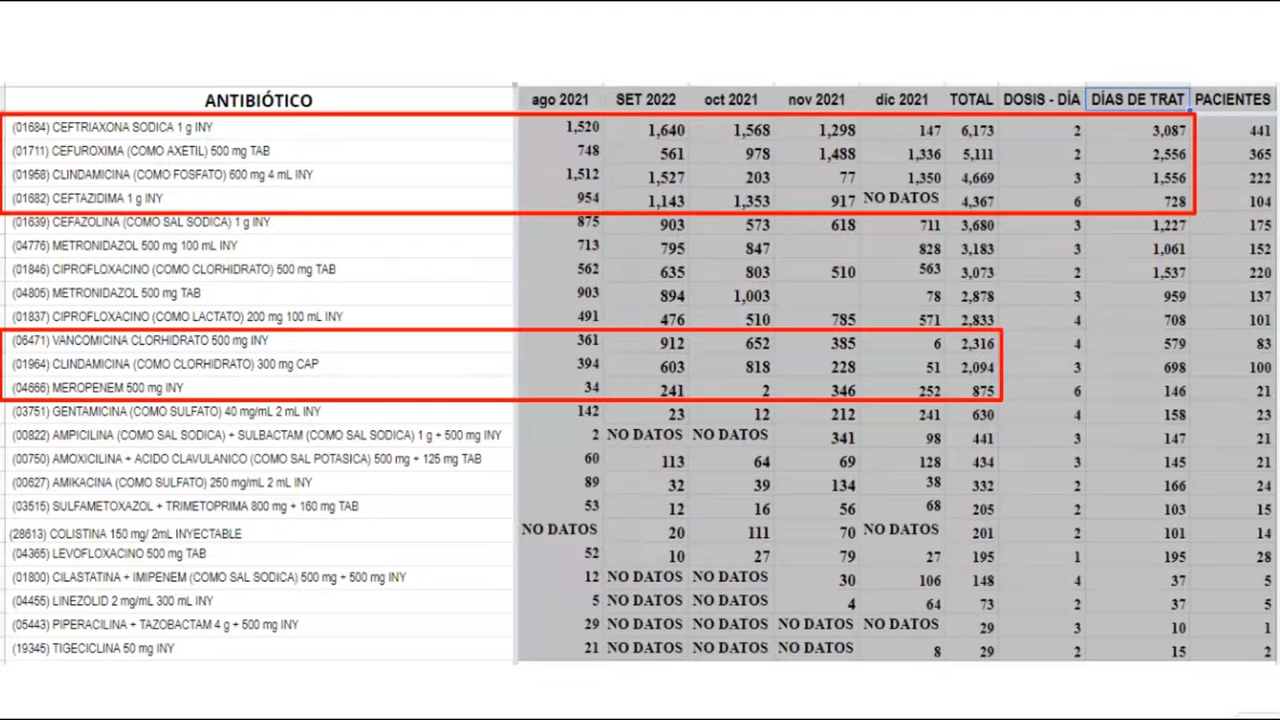 ANTIBIÓTICO ago 2021 SET 2022 oct 2021 nov 2021 dic 2021 TOTAL DOSIS - DÍA DÍAS DE TRAT PACIENTES
(01684) CEFTRIAXONA SODICA 1 g INY 1,520 1,640 1,568 1,298 147 6,173 2 3,087 441
(01711) CEFUROXIMA (COMO AXETIL) 500 mg TAB 748 561 978 1,488 1,336 5,111 2 2,556 365
(01958) CLINDAMICINA (COMO FOSFATO) 600 mg 4 mL INY 1,512 1,527 203 77 1,350 4,669 3 1,556 222
(01682) CEFTAZIDIMA 1 g INY 954 1,143 1,353 917 NO DATOS 4,367 6 728 104
(01639) CEFAZOLINA (COMO SAL SODICA) 1 g INY 875 903 573 618 711 3,680 3 1,227 175
(04776) METRONIDAZOL 500 mg 100 mL INY 713 795 847 828 3,183 3 1,061 152
(01846) CIPROFLOXACINO (COMO CLORHIDRATO) 500 mg TAB 562 635 803 510 563 3,073 2 1,537 220
(04805) METRONIDAZOL 500 mg TAB 903 894 1,003 78 2,878 3 959 137
(01837) CIPROFLOXACINO (COMO LACTATO) 200 mg 100 mL INY 491 476 510 785 571 2,833 4 708 101
(06471) VANCOMICINA CLORHIDRATO 500 mg INY 361 912 652 385 6 2,316 4 579 83
(01964) CLINDAMICINA (COMO CLORHIDRATO) 300 mg CAP 394 603 818 228 51 2,094 3 698 100
(04666) MEROPENEM 500 mg INY 34 241 2 346 252 875 6 146 21
(03751) GENTAMICINA (COMO SULFATO) 40 mg/mL 2 mL INY 142 23 12 212 241 630 4 158 23
(00822) AMPICILINA (COMO SAL SODICA) + SULBACTAM (COMO SAL SODICA) 1 g + 500 mg INY 2 NO DATOS NO DATOS 341 98 441 3 147 21
(00750) AMOXICILINA + ACIDO CLAVULANICO (COMO SAL POTASICA) 500 mg + 125 mg TAB 60 113 64 69 128 434 3 145 21
(00627) AMIKACINA (COMO SULFATO) 250 mg/mL 2 mL INY 89 32 39 134 38 332 2 166 24
(03515) SULFAMETOXAZOL + TRIMETOPRIMA 800 mg + 160 mg TAB 53 12 16 56 68 205 2 103 15
(28613) COLISTINA 150 mg/ 2mL INYECTABLE NO DATOS 20 111 70 NO DATOS 201 2 101 14
(04365) LEVOFLOXACINO 500 mg TAB 52 10 27 79 27 195 1 195 28
(01800) CILASTATINA + IMIPENEM (COMO SAL SODICA) 500 mg + 500 mg INY 12 NO DATOS NO DATOS 30 106 148 4 37 5
(04455) LINEZOLID 2 mg/mL 300 mL INY 5 NO DATOS NO DATOS 4 64 73 2 37 5
(05443) PIPERACILINA + TAZOBACTAM 4 g + 500 mg INY 29 NO DATOS NO DATOS NO DATOS NO DATOS 29 3 10 1
(19345) TIGECICLINA 50 mg INY 21 NO DATOS NO DATOS NO DATOS 8 29 2 15 2